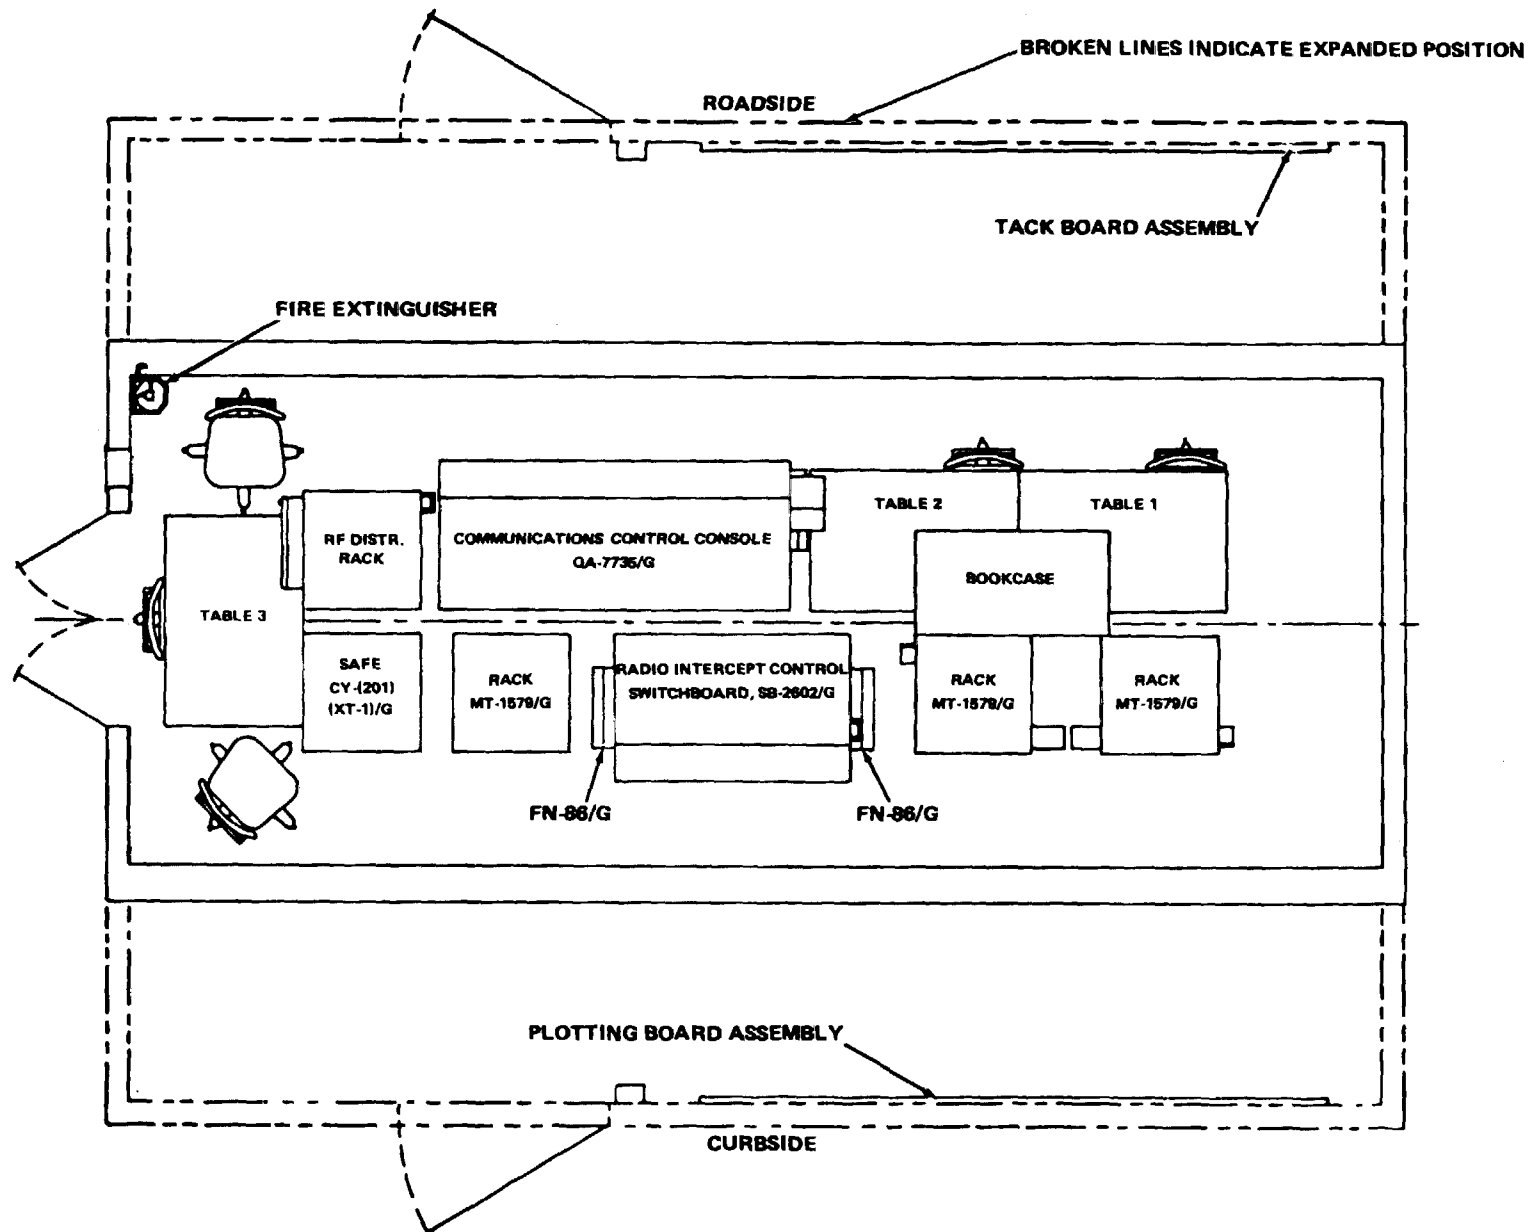 BROKEN LINES INDICATE EXPANDED POSITION
ROADSIDE
TACK BOARD ASSEMBLY
FIRE EXTINGUISHER
RF DISTR.
RACK
COMMUNICATIONS CONTROL CONSOLE
OA-7735/G
TABLE 2
TABLE 1
BOOKCASE
TABLE 3
SAFE
CY-(201)
(XT-1)/G
RACK
MT-1579/G
RADIO INTERCEPT CONTROL
SWITCHBOARD, SB-2602/G
RACK
MT-1579/G
RACK
MT-1579/G
FN-86/G
FN-86/G
PLOTTING BOARD ASSEMBLY
CURBSIDE